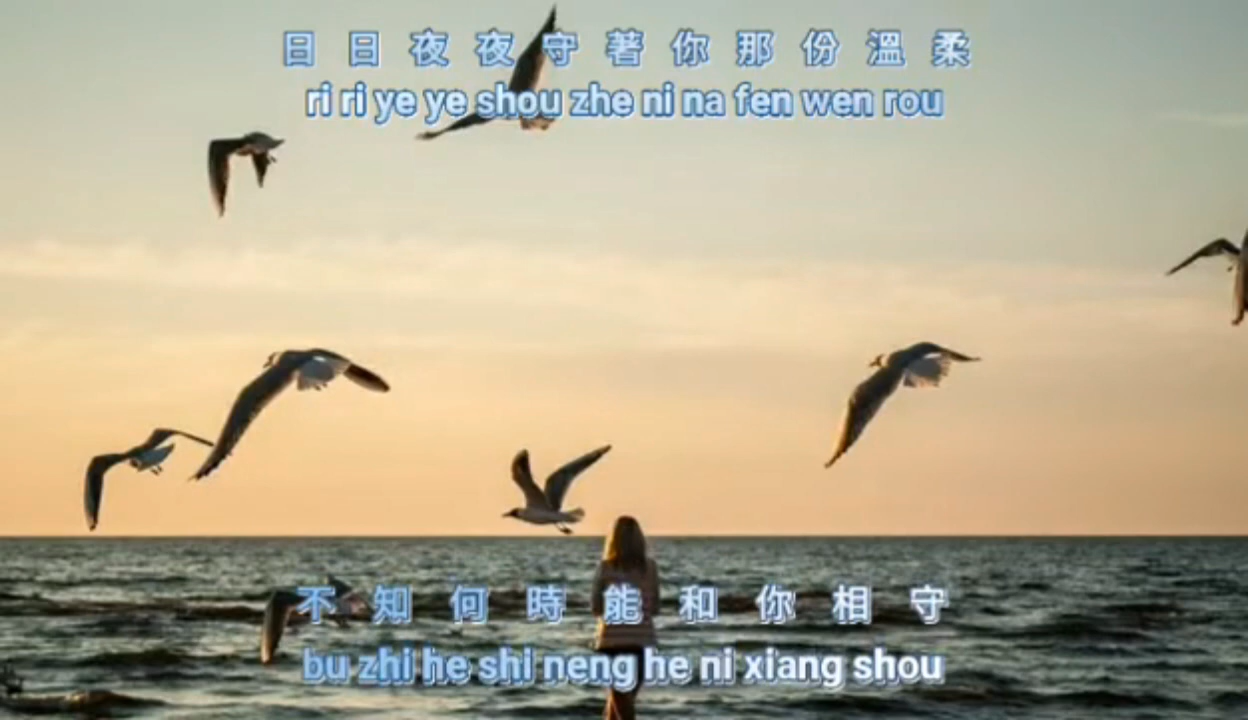 日日夜夜守著你那份溫柔
ri ri ye ye shou zhe ni na fen wen rou
不知何時能和你相守
bu zhi he shi neng he ni xiang shou